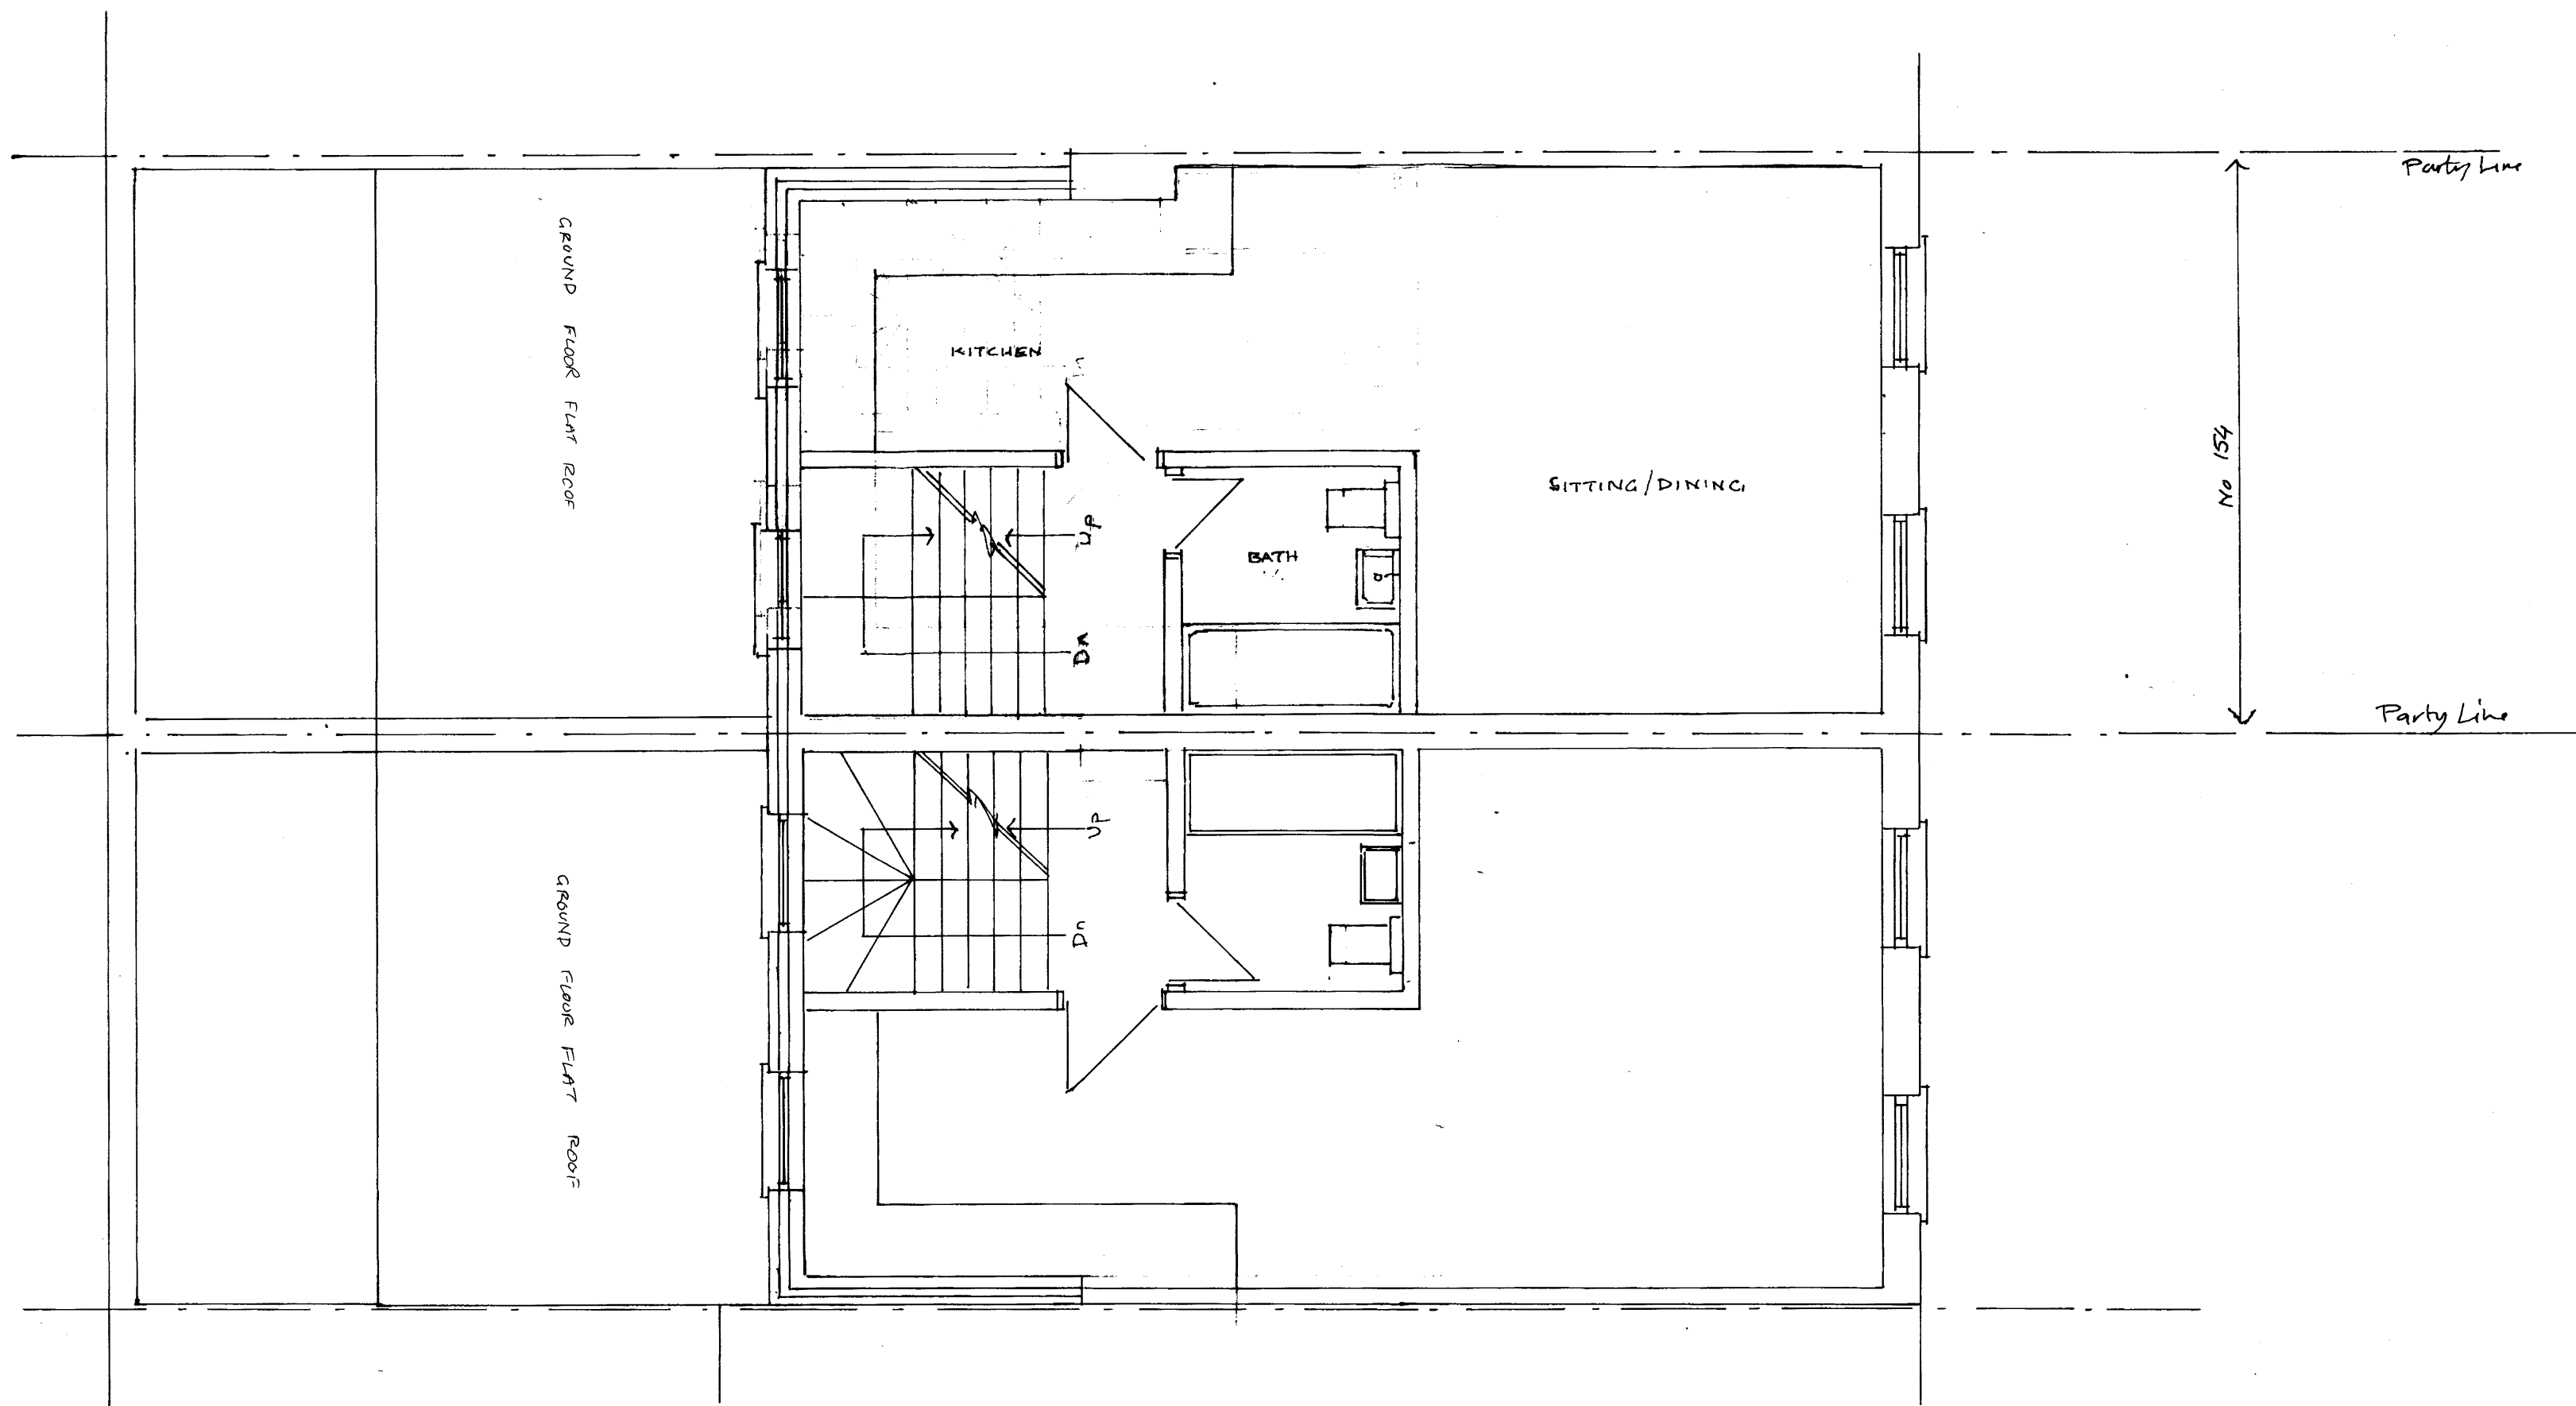 Party Line
GROUND FLOOR FLAT ROOF
KITCHEN
No 154
SITTING/DINING
UP
BATH
Dn
Party Line
UP
GROUND FLOOR FLAT ROOF
Dn